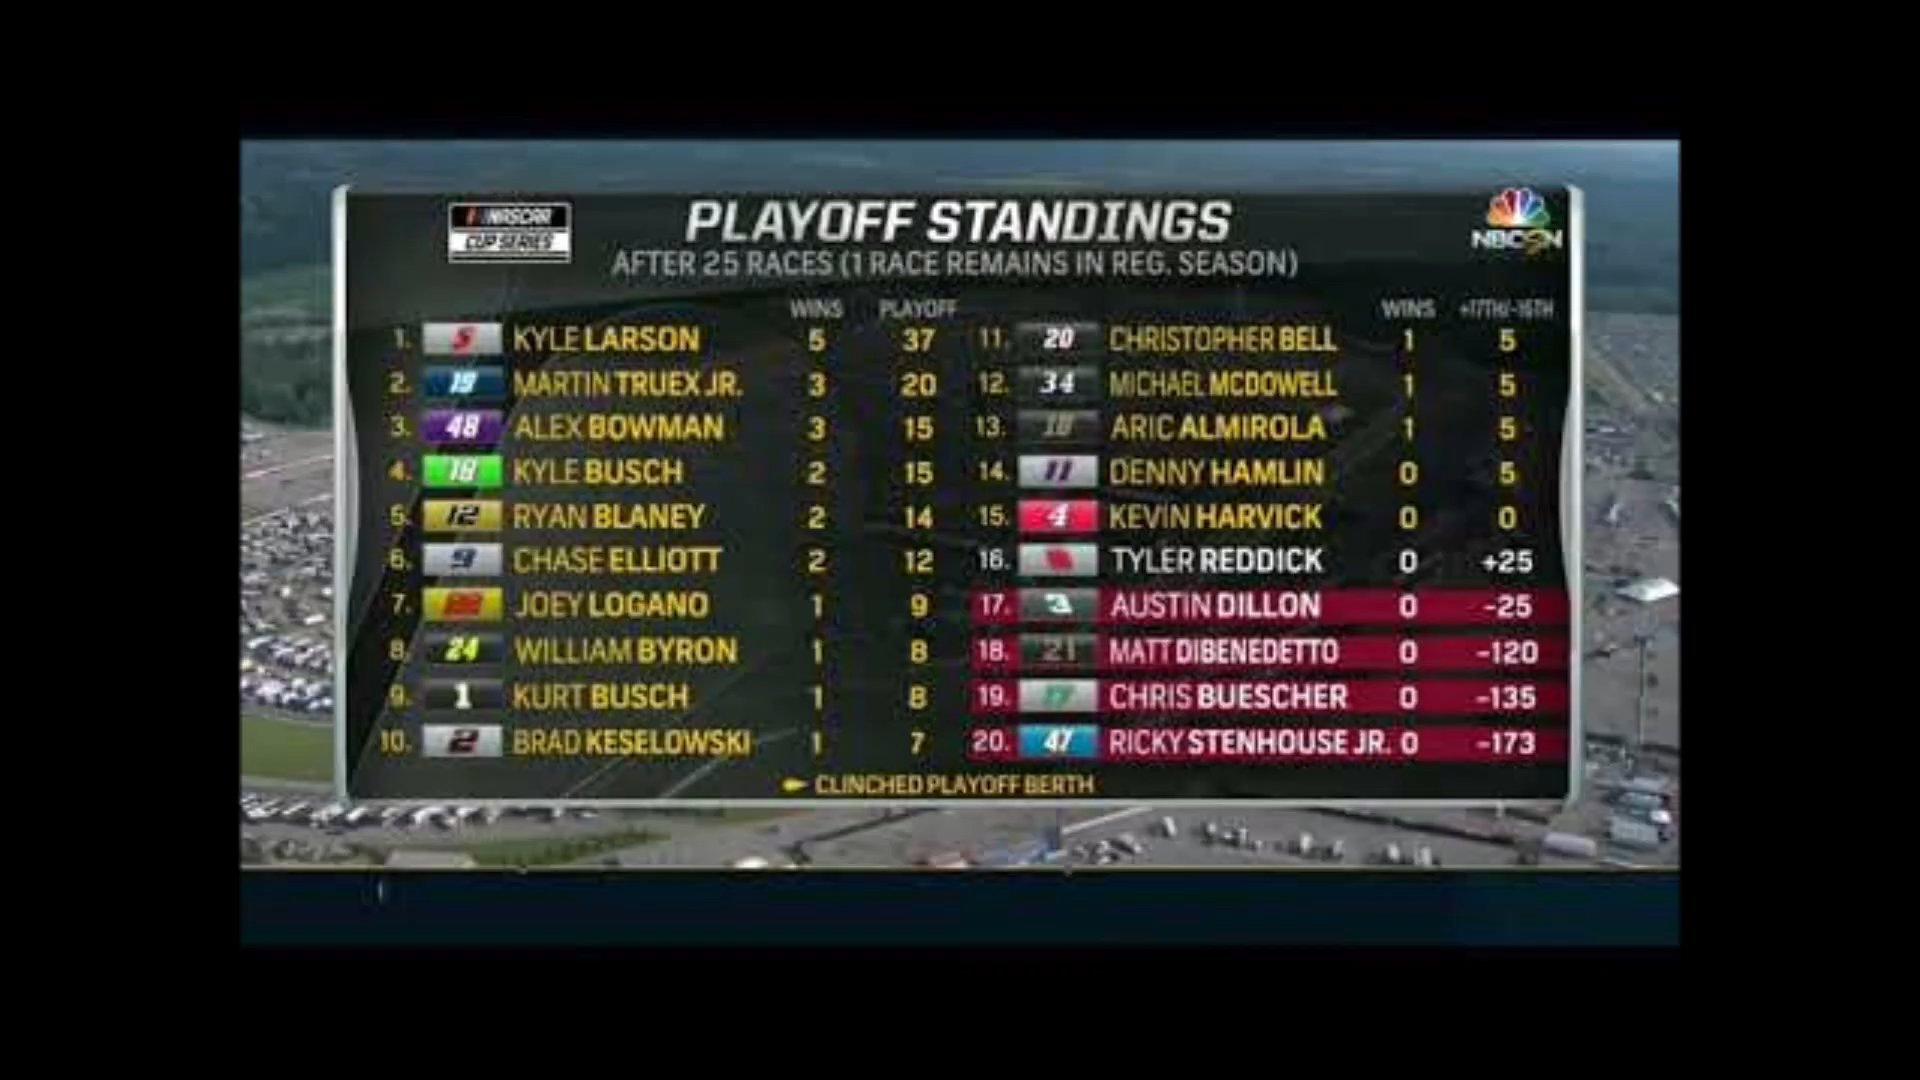 NASCAR
CUP SERIES
PLAYOFF STANDINGS
NBCSN
AFTER 25 RACES (1 RACE REMAINS IN REG. SEASON)
WINS PLAYOFF
1. 5 KYLE LARSON 5 37
2. 19 MARTIN TRUEX JR. 3 20
3. 48 ALEX BOWMAN 3 15
4. 18 KYLE BUSCH 2 15
5. 12 RYAN BLANEY 2 14
6. 9 CHASE ELLIOTT 2 12
7. 22 JOEY LOGANO 1 9
8. 24 WILLIAM BYRON 1 8
9. 1 KURT BUSCH 1 8
10. 2 BRAD KESELOWSKI 1 7
WINS +17TH/-16TH
11. 20 CHRISTOPHER BELL 1 5
12. 34 MICHAEL MCDOWELL 1 5
13. 10 ARIC ALMIROLA 1 5
14. 11 DENNY HAMLIN 0 5
15. 4 KEVIN HARVICK 0 0
16. TYLER REDDICK 0 +25
17. 3 AUSTIN DILLON 0 -25
18. 21 MATT DIBENEDETTO 0 -120
19. 17 CHRIS BUESCHER 0 -135
20. 47 RICKY STENHOUSE JR. 0 -173
CLINCHED PLAYOFF BERTH